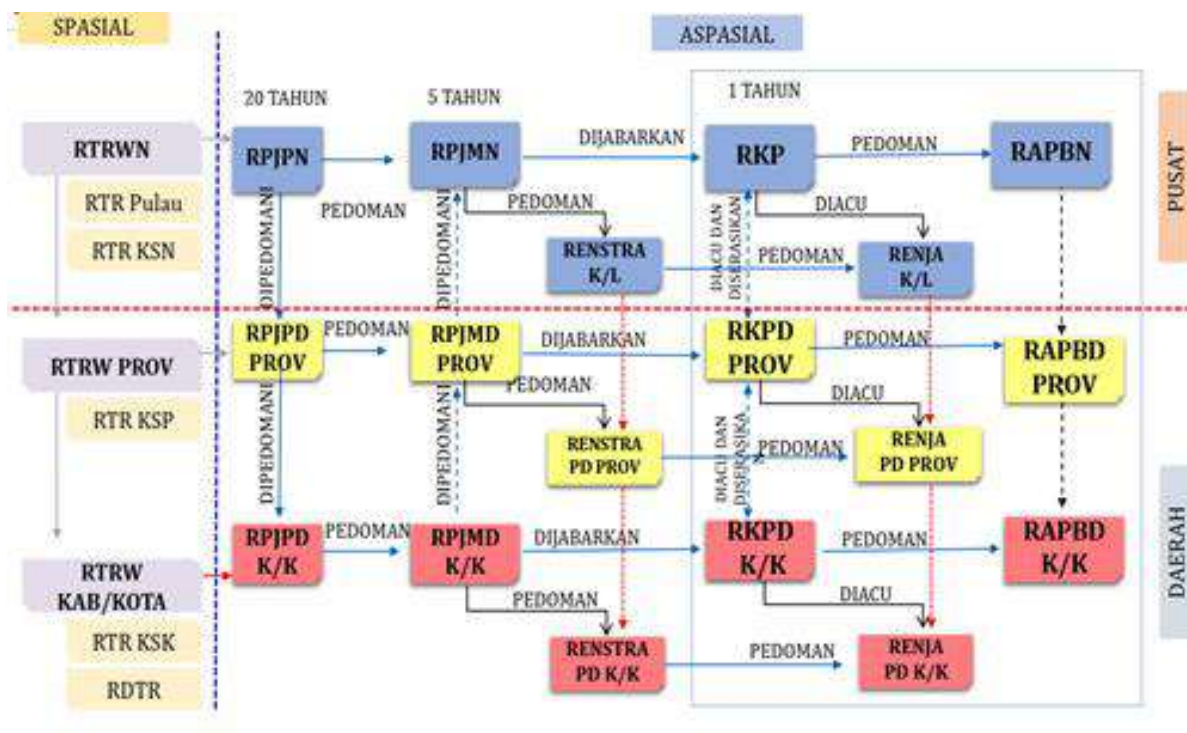 SPASIAL
ASPASIAL
20 TAHUN
5 TAHUN
1 TAHUN
RTRWN
RPJPN
RPJMN
DIJABARKAN
RKP
PEDOMAN
RAPBN
PUSAT
RTR Pulau
RTR KSN
DIPEDOMANI
PEDOMAN
DIPEDOMANI
PEDOMAN
RENSTRA
K/L
PEDOMAN
DIACU DAN
DISERASIKAN
DIACU
RENJA
K/L
RTRW PROV
RPJPD
PROV
PEDOMAN
RPJMD
PROV
DIJABARKAN
RKPD
PROV
PEDOMAN
RAPBD
PROV
RTR KSP
DIPEDOMANI
DIPEDOMANI
PEDOMAN
RENSTRA
PD PROV
PEDOMAN
DIACU DAN
DISERASIKA
DIACU
RENJA
PD PROV
DAERAH
RTRW
KAB/KOTA
RPJPD
K/K
PEDOMAN
RPJMD
K/K
DIJABARKAN
RKPD
K/K
PEDOMAN
RAPBD
K/K
RTR KSK
RDTR
PEDOMAN
RENSTRA
PD K/K
PEDOMAN
DIACU
RENJA
PD K/K